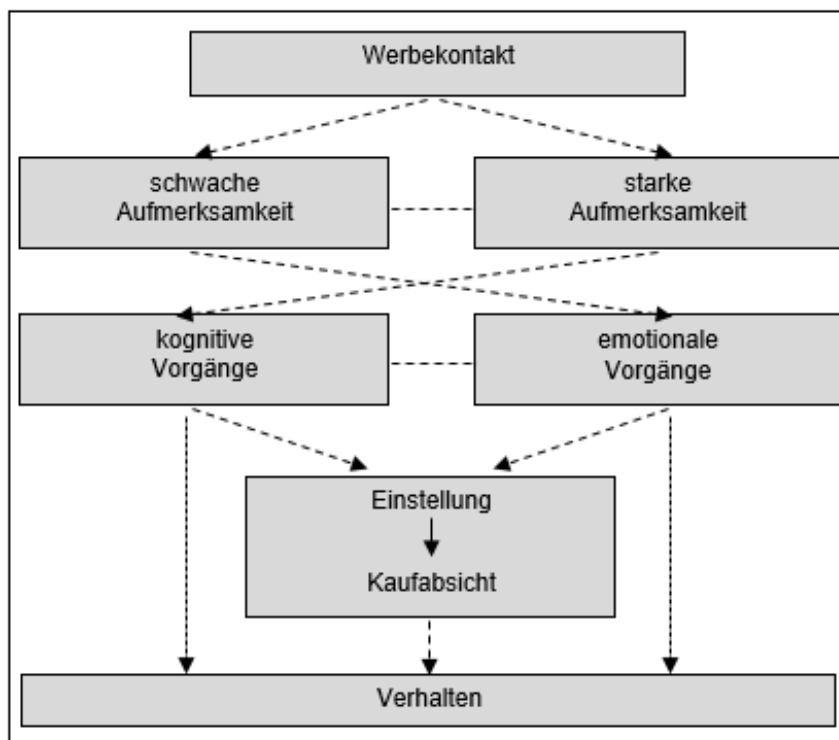 Werbekontakt
schwache
Aufmerksamkeit
starke
Aufmerksamkeit
kognitive
Vorgänge
emotionale
Vorgänge
Einstellung
Kaufabsicht
Verhalten